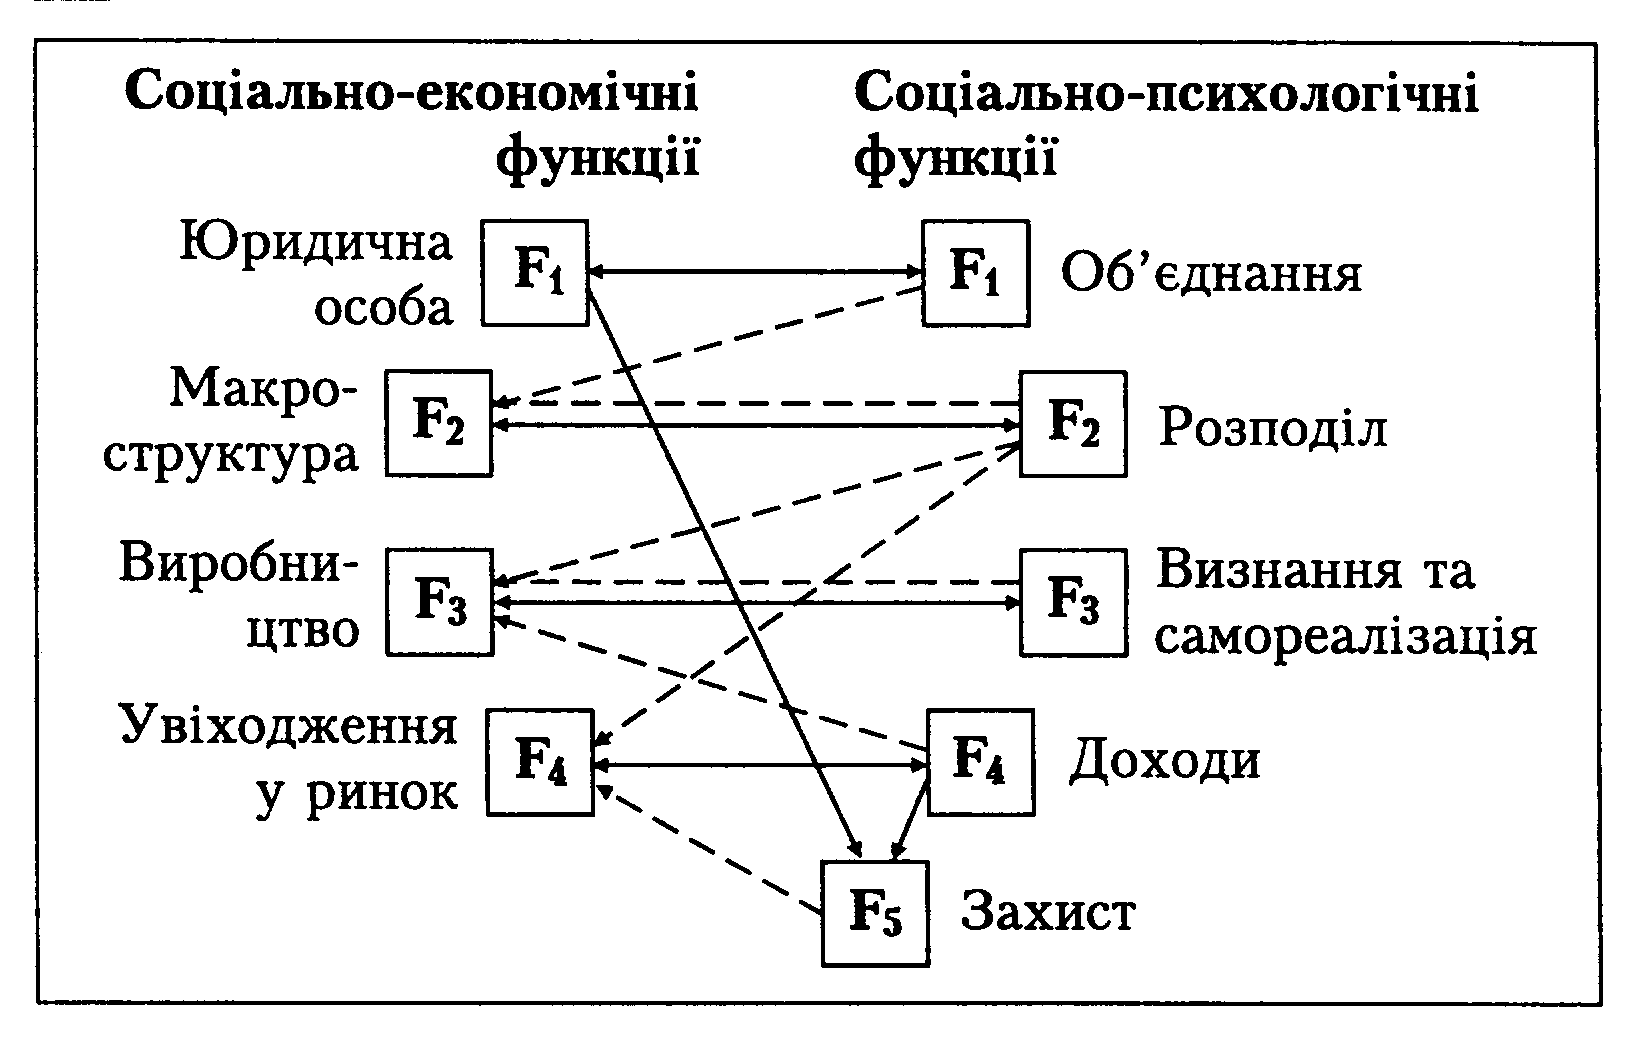 Соціально-економічні
функції
Соціально-психологічні
функції
Юридична
особа
F1
F1
Об’єднання
Макро-
структура
F2
F2
Розподіл
Виробни-
цтво
F3
F3
Визнання та
самореалізація
Увіходження
у ринок
F4
F4
Доходи
F5
Захист